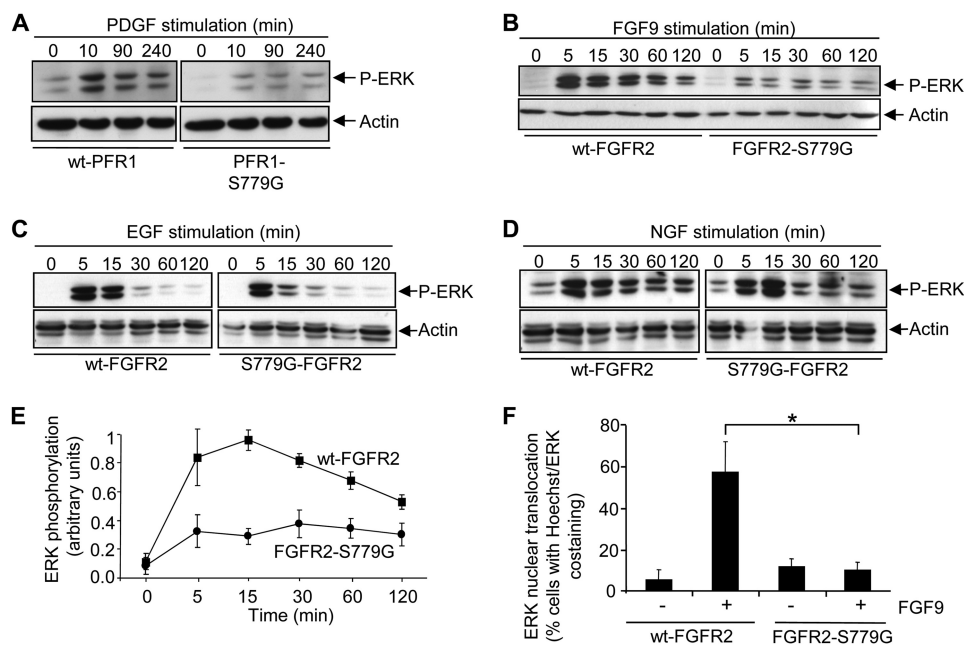 A
PDGF stimulation (min)
0 10 90 240 0 10 90 240
P-ERK
Actin
wt-PFR1 PFR1-
S779G
B
FGF9 stimulation (min)
0 5 15 30 60 120 0 5 15 30 60 120
P-ERK
Actin
wt-FGFR2 FGFR2-S779G
C
EGF stimulation (min)
0 5 15 30 60 120 0 5 15 30 60 120
P-ERK
Actin
wt-FGFR2 S779G-FGFR2
D
NGF stimulation (min)
0 5 15 30 60 120 0 5 15 30 60 120
P-ERK
Actin
wt-FGFR2 S779G-FGFR2
E
ERK phosphorylation
(arbitrary units)
1
0.8
0.6
0.4
0.2
0.0
wt-FGFR2
FGFR2-S779G
0 5 15 30 60 120
Time (min)
F
ERK nuclear translocation
(% cells with Hoechst/ERK
costaining)
80
60
40
20
0
*
- + - + FGF9
wt-FGFR2 FGFR2-S779G